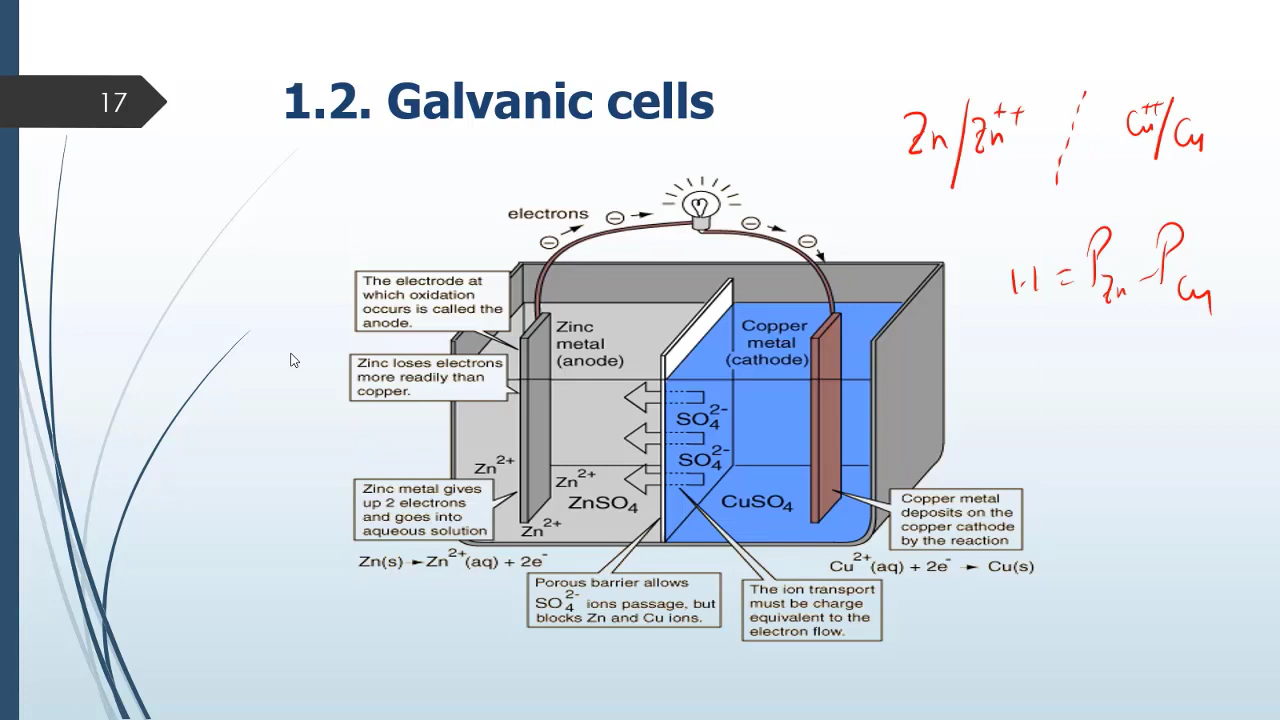 17
1.2. Galvanic cells
Zn/Zn⁺⁺ ¦ Cu⁺⁺/Cu
1.1 = P_Zn - P_Cu
electrons
The electrode at
which oxidation
occurs is called the
anode.
Zinc
metal
(anode)
Copper
metal
(cathode)
Zinc loses electrons
more readily than
copper.
SO₄²⁻
SO₄²⁻
Zn²⁺
Zn²⁺
ZnSO₄
Zn²⁺
CuSO₄
Zinc metal gives
up 2 electrons
and goes into
aqueous solution
Copper metal
deposits on the
copper cathode
by the reaction
Zn(s) → Zn²⁺(aq) + 2e⁻
Cu²⁺(aq) + 2e⁻ → Cu(s)
Porous barrier allows
SO₄²⁻ ions passage, but
blocks Zn and Cu ions.
The ion transport
must be charge
equivalent to the
electron flow.